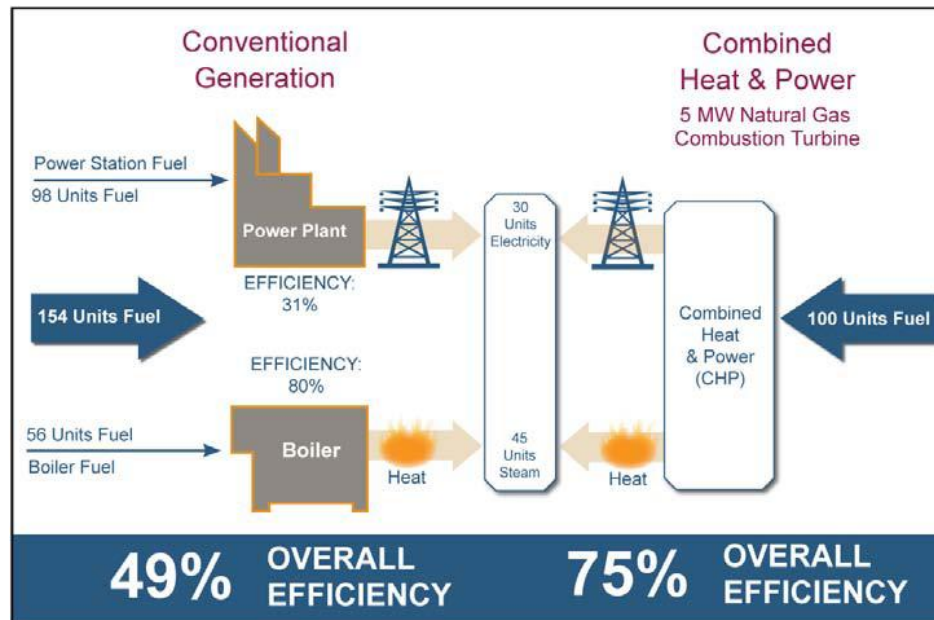 Conventional
Generation
Combined
Heat & Power
5 MW Natural Gas
Combustion Turbine
Power Station Fuel
98 Units Fuel
Power Plant
EFFICIENCY:
31%
30
Units
Electricity
154 Units Fuel
Combined
Heat
& Power
(CHP)
100 Units Fuel
EFFICIENCY:
80%
56 Units Fuel
Boiler Fuel
Boiler
Heat
45
Units
Steam
Heat
49% OVERALL
EFFICIENCY
75% OVERALL
EFFICIENCY